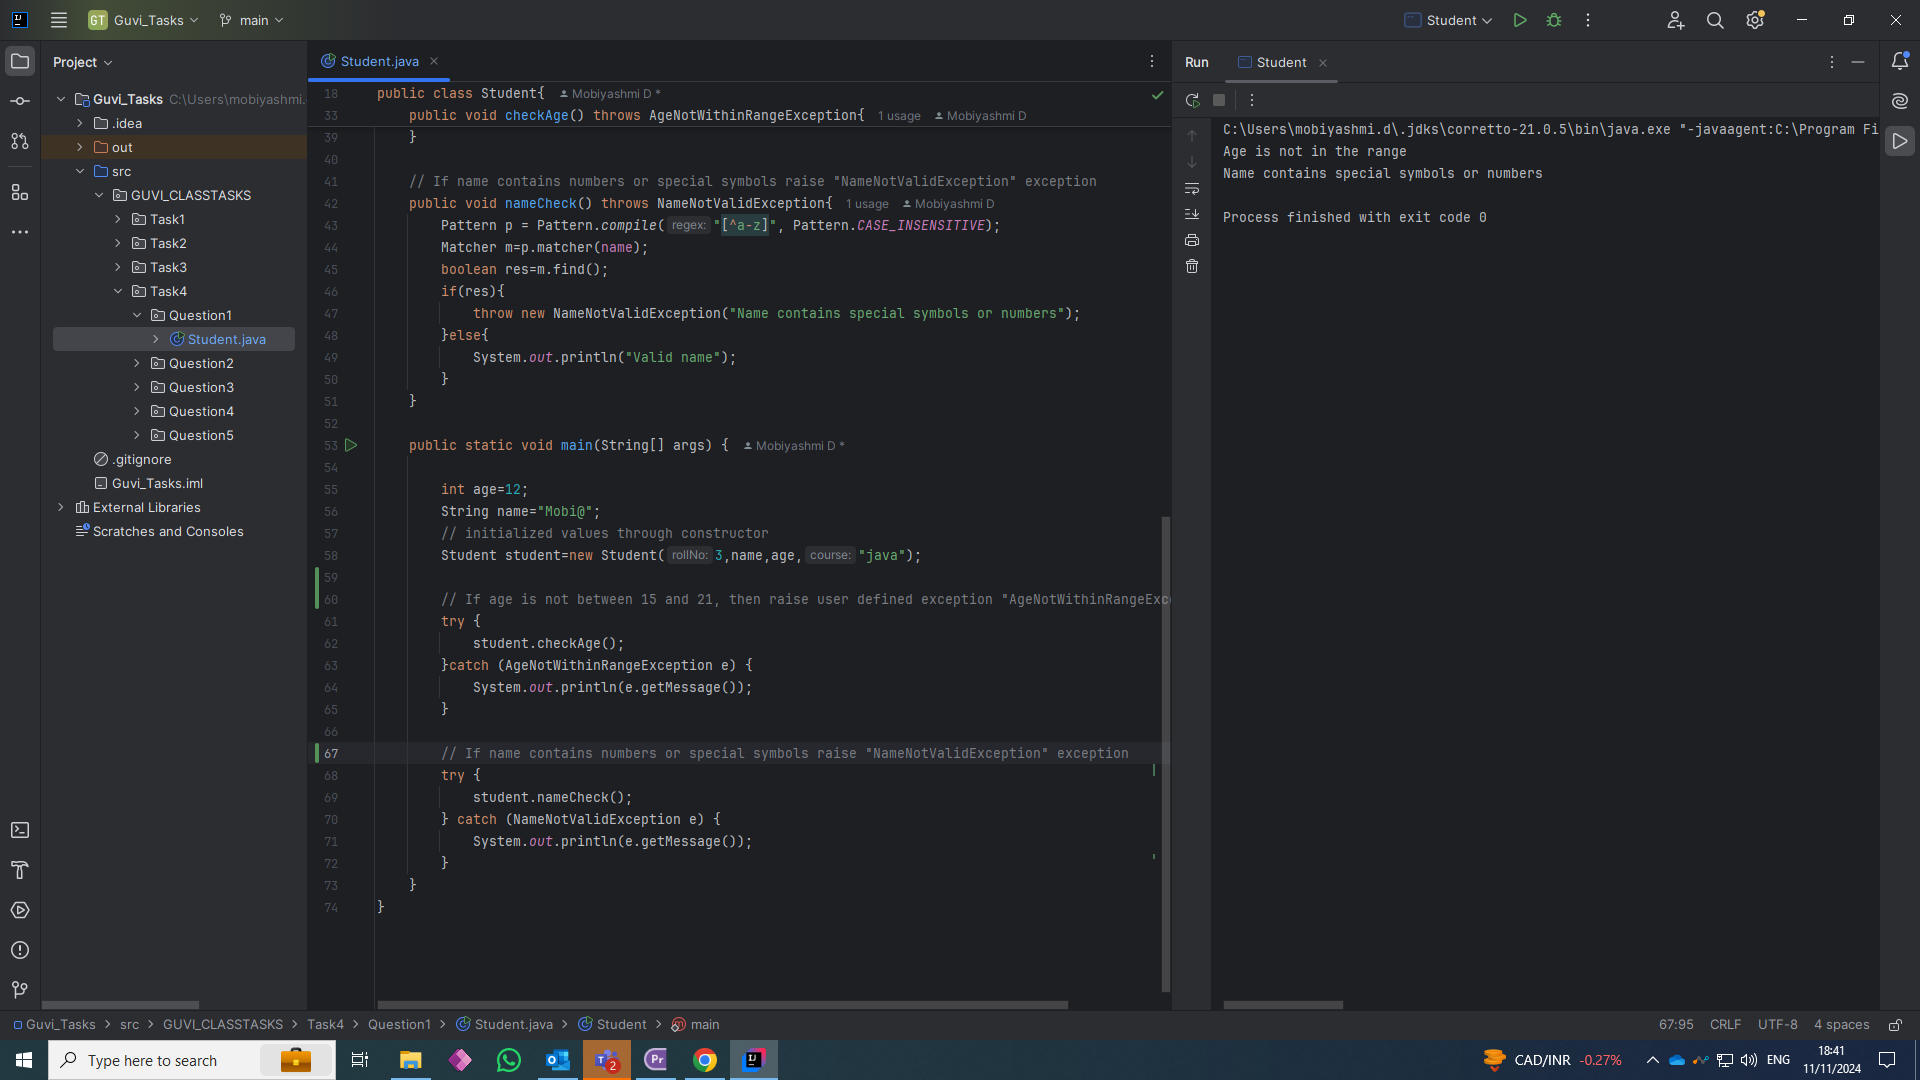 GT Guvi_Tasks main Student
Project
Guvi_Tasks C:\Users\mobiyashmi.
.idea
out
src
GUVI_CLASSTASKS
Task1
Task2
Task3
Task4
Question1
Student.java
Question2
Question3
Question4
Question5
.gitignore
Guvi_Tasks.iml
External Libraries
Scratches and Consoles
Student.java
18 public class Student{ Mobiyashmi D *
33 public void checkAge() throws AgeNotWithinRangeException{ 1 usage Mobiyashmi D
39 }
40
41 // If name contains numbers or special symbols raise "NameNotValidException" exception
42 public void nameCheck() throws NameNotValidException{ 1 usage Mobiyashmi D
43 Pattern p = Pattern.compile( regex: "[^a-z]", Pattern.CASE_INSENSITIVE);
44 Matcher m=p.matcher(name);
45 boolean res=m.find();
46 if(res){
47 throw new NameNotValidException("Name contains special symbols or numbers");
48 }else{
49 System.out.println("Valid name");
50 }
51 }
52
53 public static void main(String[] args) { Mobiyashmi D *
54
55 int age=12;
56 String name="Mobi@";
57 // initialized values through constructor
58 Student student=new Student( rollNo: 3,name,age, course: "java");
59
60 // If age is not between 15 and 21, then raise user defined exception "AgeNotWithinRangeExc
61 try {
62 student.checkAge();
63 }catch (AgeNotWithinRangeException e) {
64 System.out.println(e.getMessage());
65 }
66
67 // If name contains numbers or special symbols raise "NameNotValidException" exception
68 try {
69 student.nameCheck();
70 } catch (NameNotValidException e) {
71 System.out.println(e.getMessage());
72 }
73 }
74 }
Run Student
C:\Users\mobiyashmi.d\.jdks\corretto-21.0.5\bin\java.exe "-javaagent:C:\Program Fi
Age is not in the range
Name contains special symbols or numbers
Process finished with exit code 0
Guvi_Tasks > src > GUVI_CLASSTASKS > Task4 > Question1 > Student.java > Student > main
67:95 CRLF UTF-8 4 spaces
Type here to search
2
Pr
CAD/INR -0.27%
ENG
18:41
11/11/2024